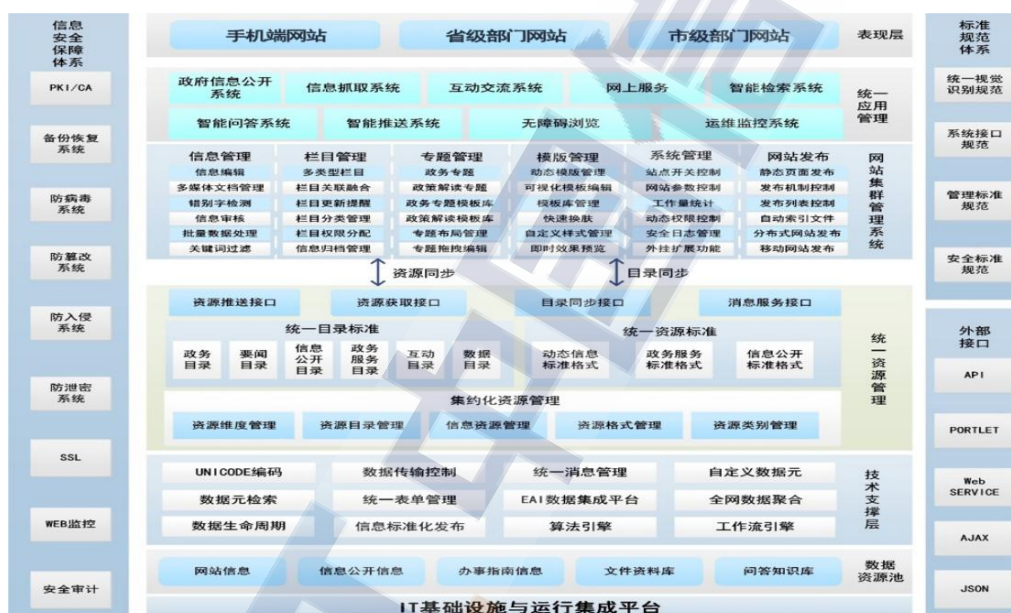 信息
安全
保障
体系
PKI/CA
备份恢复
系统
防病毒
系统
防篡改
系统
防入侵
系统
防泄密
系统
SSL
WEB监控
安全审计
手机端网站 省级部门网站 市级部门网站 表现层
政府信息公开
系统
信息抓取系统 互动交流系统 网上服务 智能检索系统
智能问答系统 智能推送系统 无障碍浏览 运维监控系统
统一
应用
管理
信息管理 栏目管理 专题管理 模版管理 系统管理 网站发布
信息编辑 多类型栏目 政务专题 动态模版管理 站点开关控制 静态页面发布
多媒体文档管理 栏目关联融合 政策解读专题 可视化模板编辑 网站参数控制 发布机制控制
错别字检测 栏目更新提醒 政务专题模板库 模板库管理 工作量统计 发布列表控制
信息审核 栏目分类管理 政策解读模板库 快速换肤 动态权限控制 自动索引文件
批量数据处理 栏目权限分配 专题布局管理 自定义样式管理 安全日志管理 分布式网站发布
关键词过滤 信息归档管理 专题拖拽编辑 即时效果预览 外挂扩展功能 移动网站发布
网站集群管理系统
资源同步 目录同步
资源推送接口 资源获取接口 目录同步接口 消息服务接口
统一目录标准 统一资源标准
政务
目录
要闻
目录
信息
公开
目录
政务
服务
目录
互动
目录
数据
目录
动态信息
标准格式
政务服务
标准格式
信息公开
标准格式
集约化资源管理
资源维度管理 资源目录管理 信息资源管理 资源格式管理 资源类别管理
统一资源管理
UNICODE编码 数据传输控制 统一消息管理 自定义数据元
数据元检索 统一表单管理 EAI数据集成平台 全网数据聚合
数据生命周期 信息标准化发布 算法引擎 工作流引擎
技术支撑层
网站信息 信息公开信息 办事指南信息 文件资料库 问答知识库
数据
资源池
IT基础设施与运行集成平台
标准
规范
体系
统一视觉
识别规范
系统接口
规范
管理标准
规范
安全标准
规范
外部
接口
API
PORTLET
Web
SERVICE
AJAX
JSON